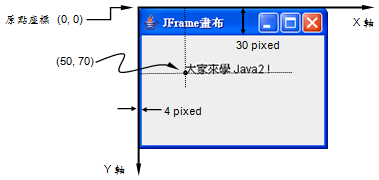 原點座標 (0, 0)
X 軸
JFrame畫布
30 pixed
(50, 70)
大家來學 Java2 !
4 pixed
Y 軸